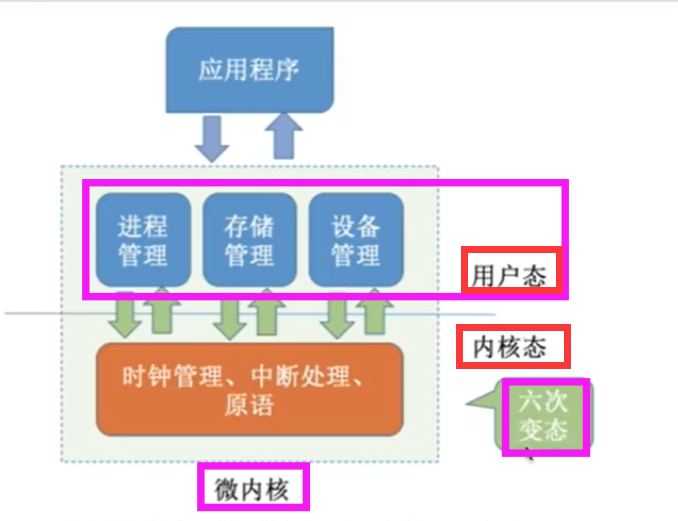 应用程序
进程
管理
存储
管理
设备
管理
用户态
内核态
时钟管理、中断处理、
原语
六次
变态
微内核